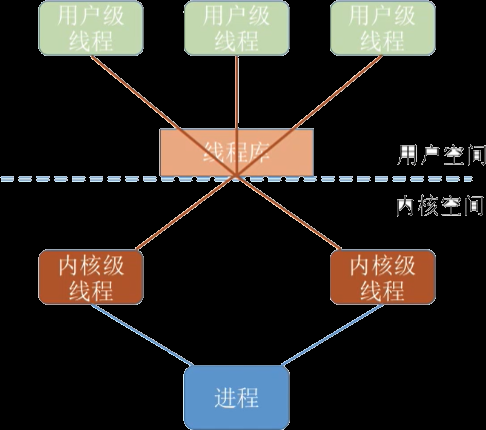 用户级
线程
用户级
线程
用户级
线程
线程库
用户空间
内核空间
内核级
线程
内核级
线程
进程